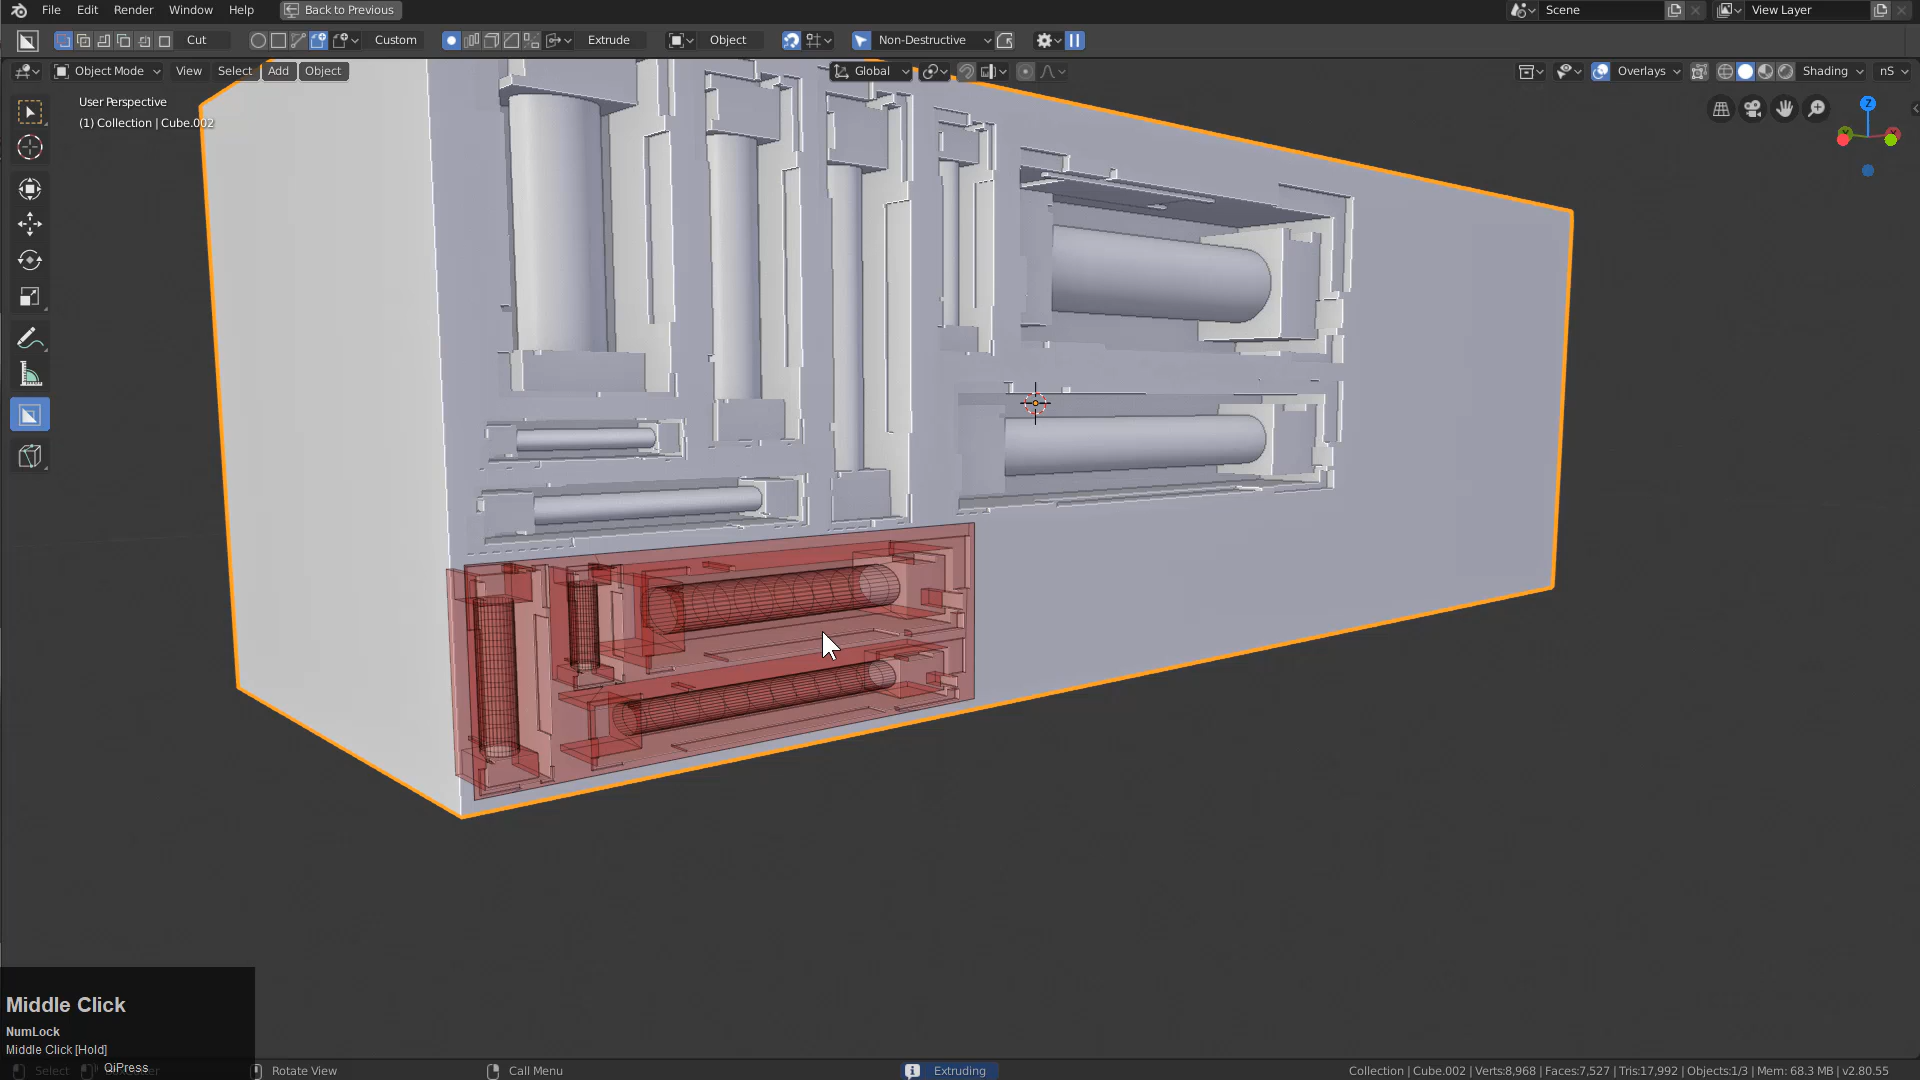 File Edit Render Window Help Back to Previous Scene View Layer
Cut Custom Extrude Object Non-Destructive
Object Mode View Select Add Object Global Overlays Shading nS
User Perspective
(1) Collection | Cube.002
Z
Middle Click
NumLock
Middle Click [Hold]
QiPress
Select Rotate View Call Menu Extruding Collection | Cube.002 | Verts:8,968 | Faces:7,527 | Tris:17,992 | Objects:1/3 | Mem: 68.3 MB | v2.80.55